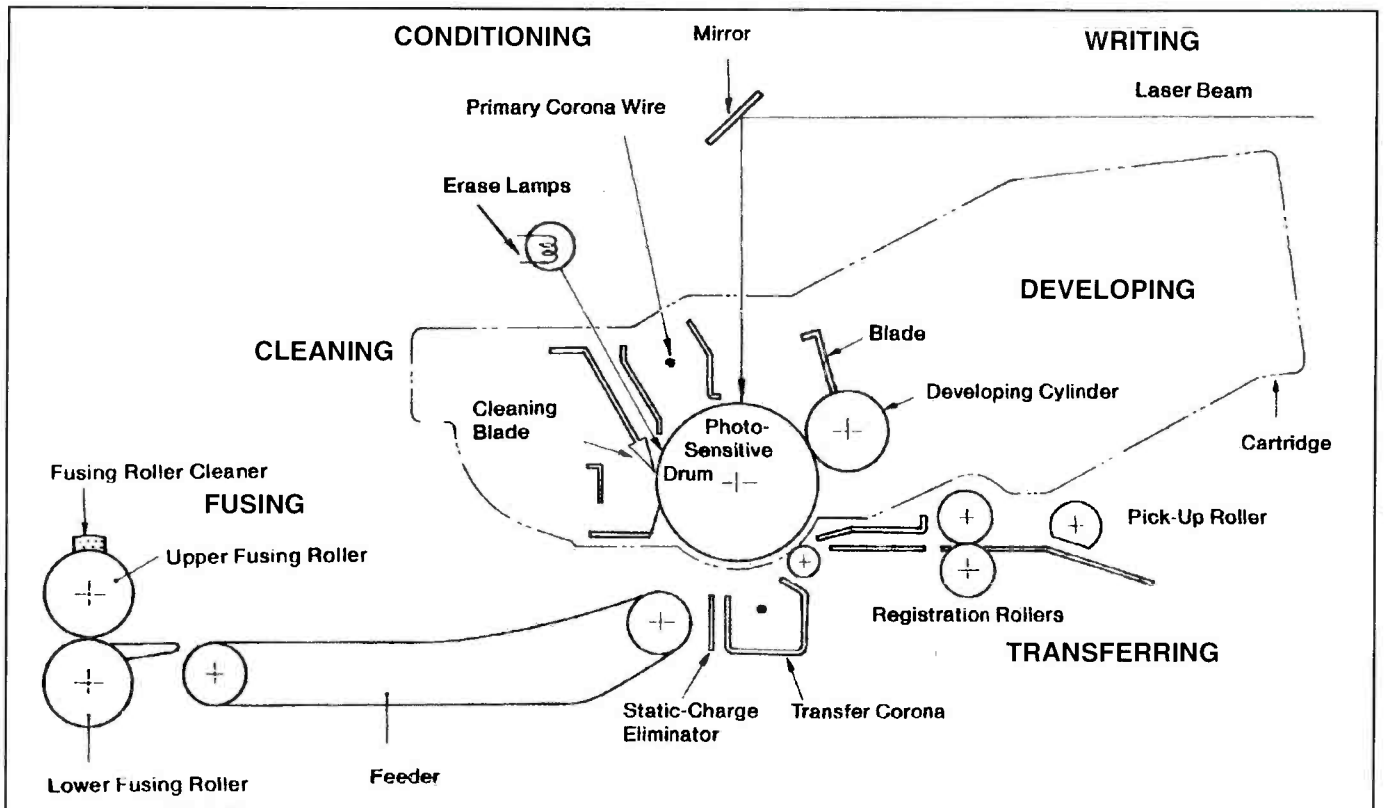 CONDITIONING
Mirror
WRITING
Laser Beam
Primary Corona Wire
Erase Lamps
DEVELOPING
CLEANING
Blade
Developing Cylinder
Cleaning
Blade
Photo-
Sensitive
Drum
Cartridge
Fusing Roller Cleaner
FUSING
Upper Fusing Roller
Pick-Up Roller
Registration Rollers
TRANSFERRING
Static-Charge
Eliminator
Transfer Corona
Feeder
Lower Fusing Roller